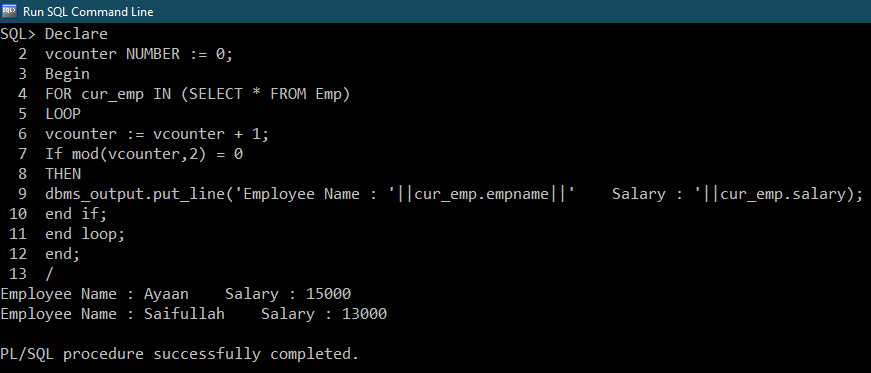 Run SQL Command Line
SQL> Declare
  2  vcounter NUMBER := 0;
  3  Begin
  4  FOR cur_emp IN (SELECT * FROM Emp)
  5  LOOP
  6  vcounter := vcounter + 1;
  7  If mod(vcounter,2) = 0
  8  THEN
  9  dbms_output.put_line('Employee Name : '||cur_emp.empname||'    Salary : '||cur_emp.salary);
 10  end if;
 11  end loop;
 12  end;
 13  /
Employee Name : Ayaan    Salary : 15000
Employee Name : Saifullah    Salary : 13000
PL/SQL procedure successfully completed.